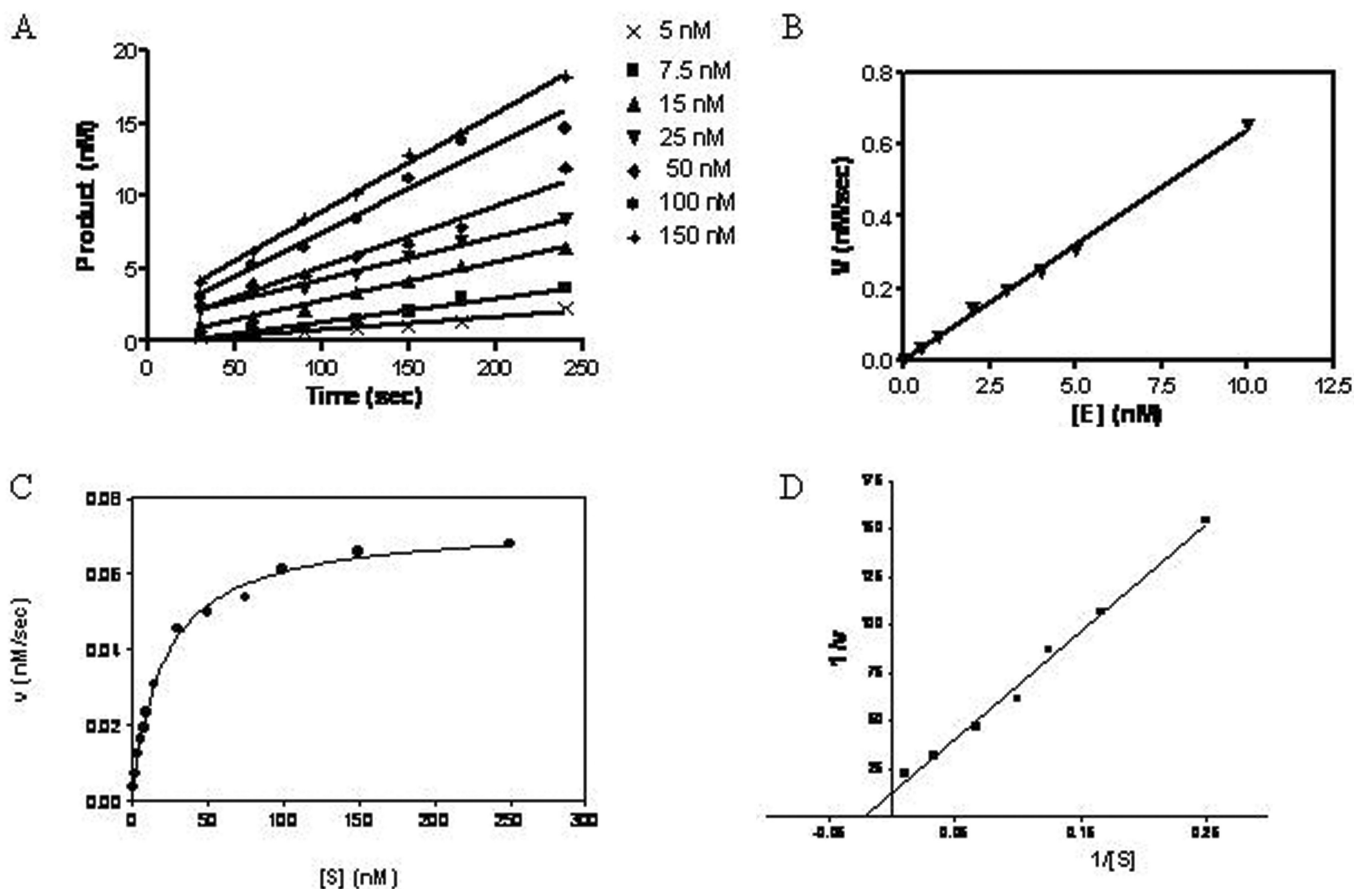 A
Product (nM)
20
15
10
5
0
0 50 100 150 200 250
Time (sec)
5 nM
7.5 nM
15 nM
25 nM
50 nM
100 nM
150 nM
B
V (nM/sec)
0.8
0.6
0.4
0.2
0.0
0.0 2.5 5.0 7.5 10.0 12.5
[E] (nM)
C
v (nM/sec)
0.08
0.06
0.04
0.02
0.00
0 50 100 150 200 250 300
[S] (nM)
D
1/v
175
150
125
100
75
50
25
-0.05 0.05 0.15 0.25
1/[S]